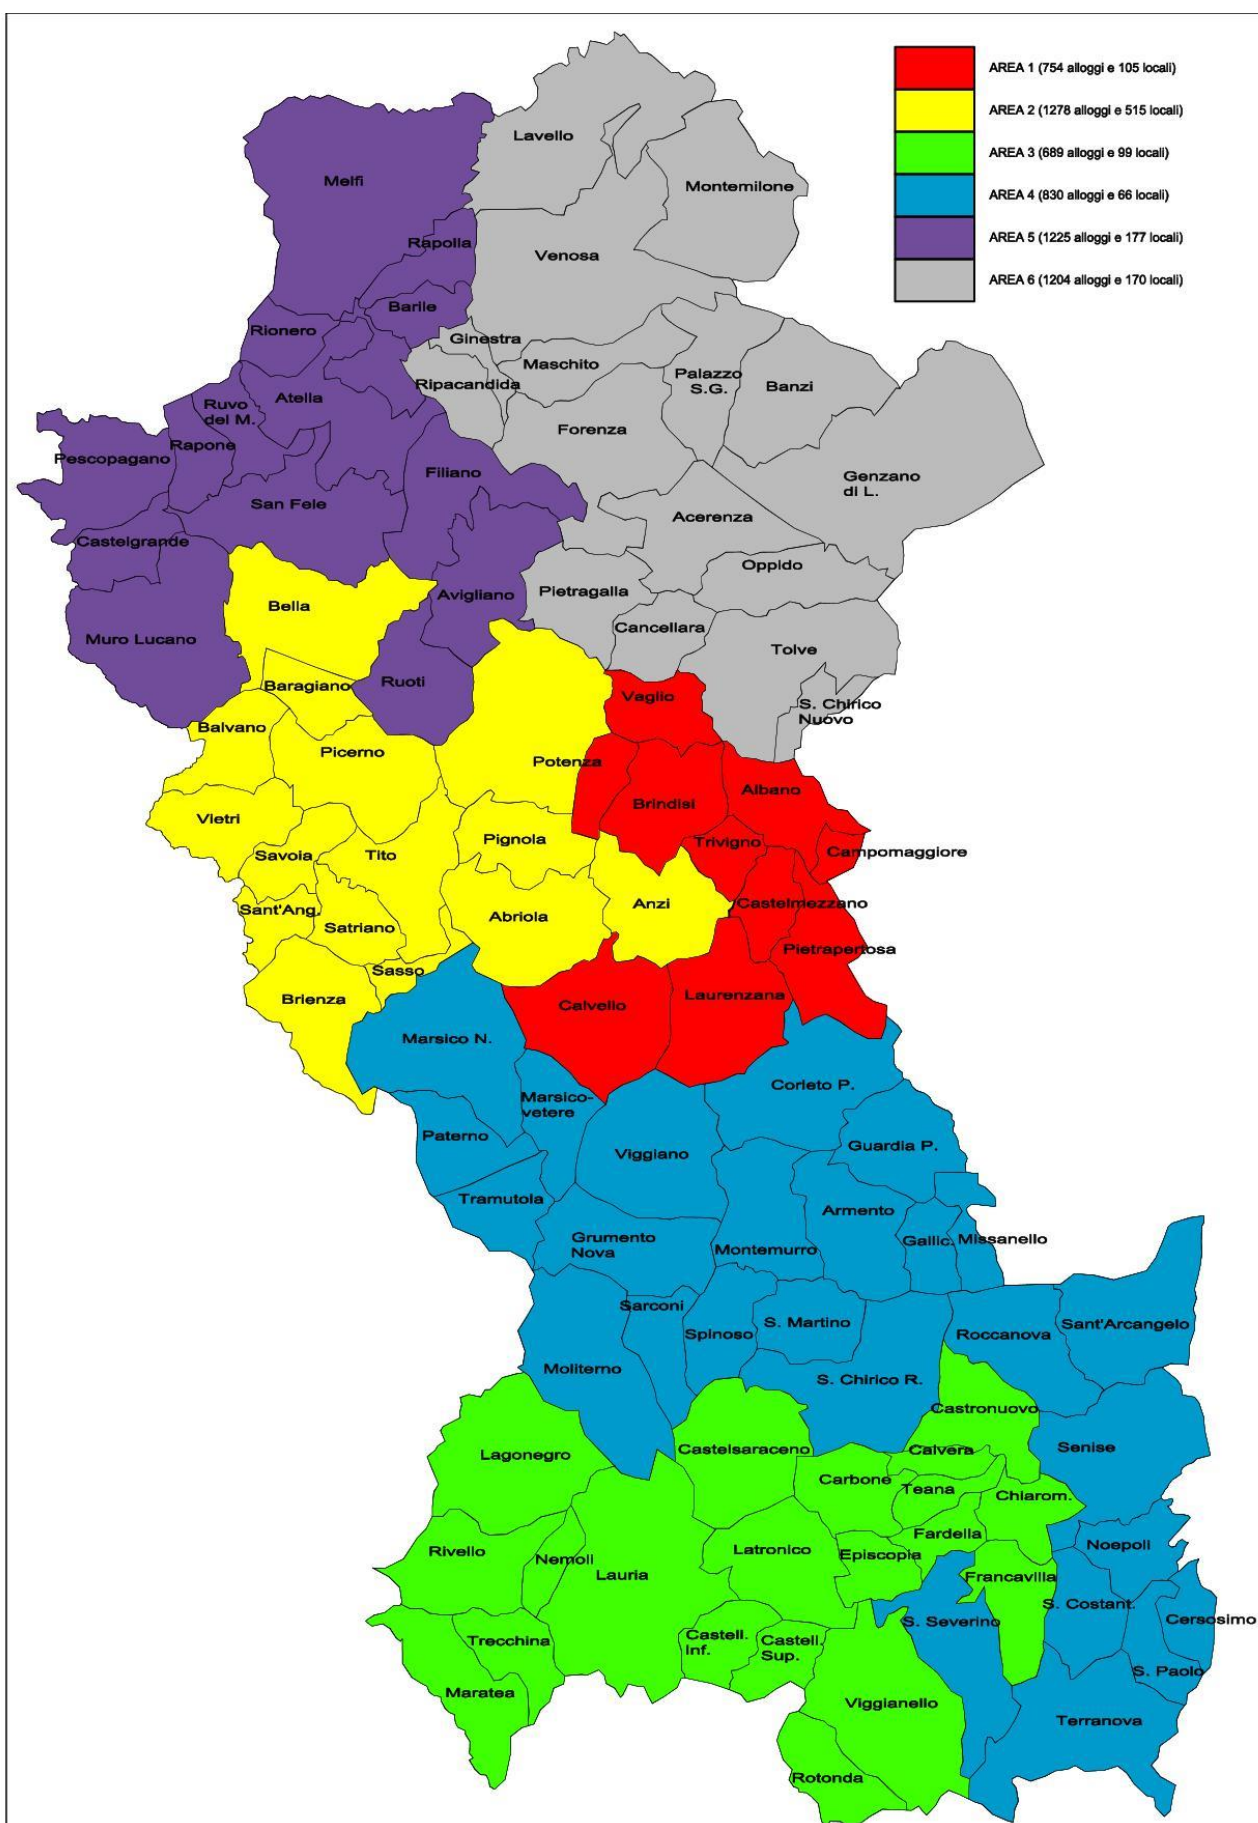 AREA 1 (754 alloggi e 105 locali)
AREA 2 (1278 alloggi e 515 locali)
AREA 3 (689 alloggi e 99 locali)
AREA 4 (830 alloggi e 66 locali)
AREA 5 (1225 alloggi e 177 locali)
AREA 6 (1204 alloggi e 170 locali)
Lavello
Melfi
Montemilone
Rapolla
Venosa
Barile
Rionero
Ginestra
Maschito
Ripacandida
Palazzo
S.G.
Banzi
Atella
Ruvo
del M.
Forenza
Rapone
Pescopagano
Filiano
Genzano
di L.
San Fele
Acerenza
Castelgrande
Oppido
Pietragalla
Avigliano
Bella
Cancellara
Muro Lucano
Tolve
Ruoti
Baragiano
Vaglio
S. Chirico
Nuovo
Balvano
Picerno
Potenza
Albano
Brindisi
Vietri
Pignola
Trivigno
Campomaggiore
Savoia
Tito
Anzi
Castelmezzano
Sant'Ang.
Abriola
Satriano
Pietrapertosa
Sasso
Brienza
Laurenzana
Calvello
Marsico N.
Corleto P.
Marsico-
vetere
Paterno
Guardia P.
Viggiano
Tramutola
Armento
Grumento
Nova
Montemurro
Gallic.
Missanello
Sarconi
Spinoso
S. Martino
Roccanova
Sant'Arcangelo
Moliterno
S. Chirico R.
Castronuovo
Lagonegro
Castelsaraceno
Calvera
Senise
Carbone
Teana
Chiarom.
Fardella
Rivello
Nemoli
Latronico
Episcopia
Noepoli
Lauria
Francavilla
S. Costant.
S. Severino
Cersosimo
Trecchina
Castell.
Inf.
Castell.
Sup.
S. Paolo
Maratea
Viggianello
Terranova
Rotonda